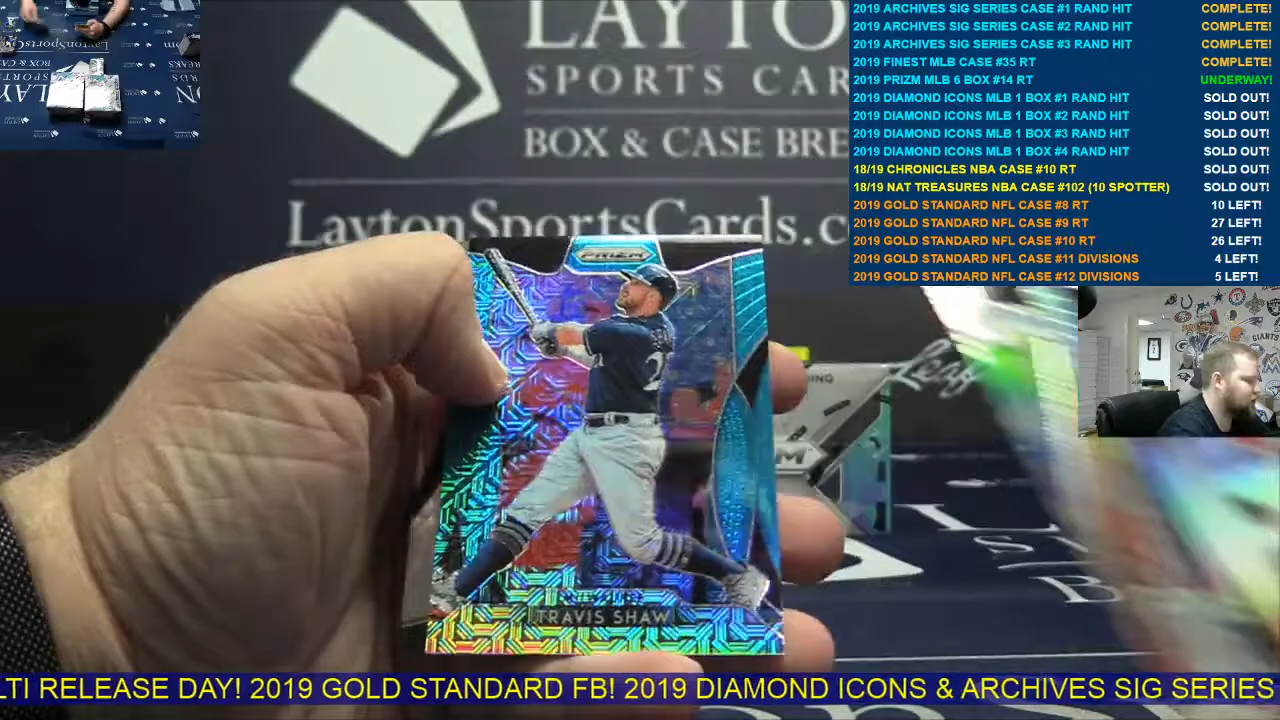 LAYTON
SPORTS CARDS
BOX & CASE BRE
LaytonSportsCards.c
2019 ARCHIVES SIG SERIES CASE #1 RAND HIT COMPLETE!
2019 ARCHIVES SIG SERIES CASE #2 RAND HIT COMPLETE!
2019 ARCHIVES SIG SERIES CASE #3 RAND HIT COMPLETE!
2019 FINEST MLB CASE #35 RT COMPLETE!
2019 PRIZM MLB 6 BOX #14 RT UNDERWAY!
2019 DIAMOND ICONS MLB 1 BOX #1 RAND HIT SOLD OUT!
2019 DIAMOND ICONS MLB 1 BOX #2 RAND HIT SOLD OUT!
2019 DIAMOND ICONS MLB 1 BOX #3 RAND HIT SOLD OUT!
2019 DIAMOND ICONS MLB 1 BOX #4 RAND HIT SOLD OUT!
18/19 CHRONICLES NBA CASE #10 RT SOLD OUT!
18/19 NAT TREASURES NBA CASE #102 (10 SPOTTER) SOLD OUT!
2019 GOLD STANDARD NFL CASE #8 RT 10 LEFT!
2019 GOLD STANDARD NFL CASE #9 RT 27 LEFT!
2019 GOLD STANDARD NFL CASE #10 RT 26 LEFT!
2019 GOLD STANDARD NFL CASE #11 DIVISIONS 4 LEFT!
2019 GOLD STANDARD NFL CASE #12 DIVISIONS 5 LEFT!
PRIZM
2
Leaf
TRAVIS SHAW
LTI RELEASE DAY! 2019 GOLD STANDARD FB! 2019 DIAMOND ICONS & ARCHIVES SIG SERIES